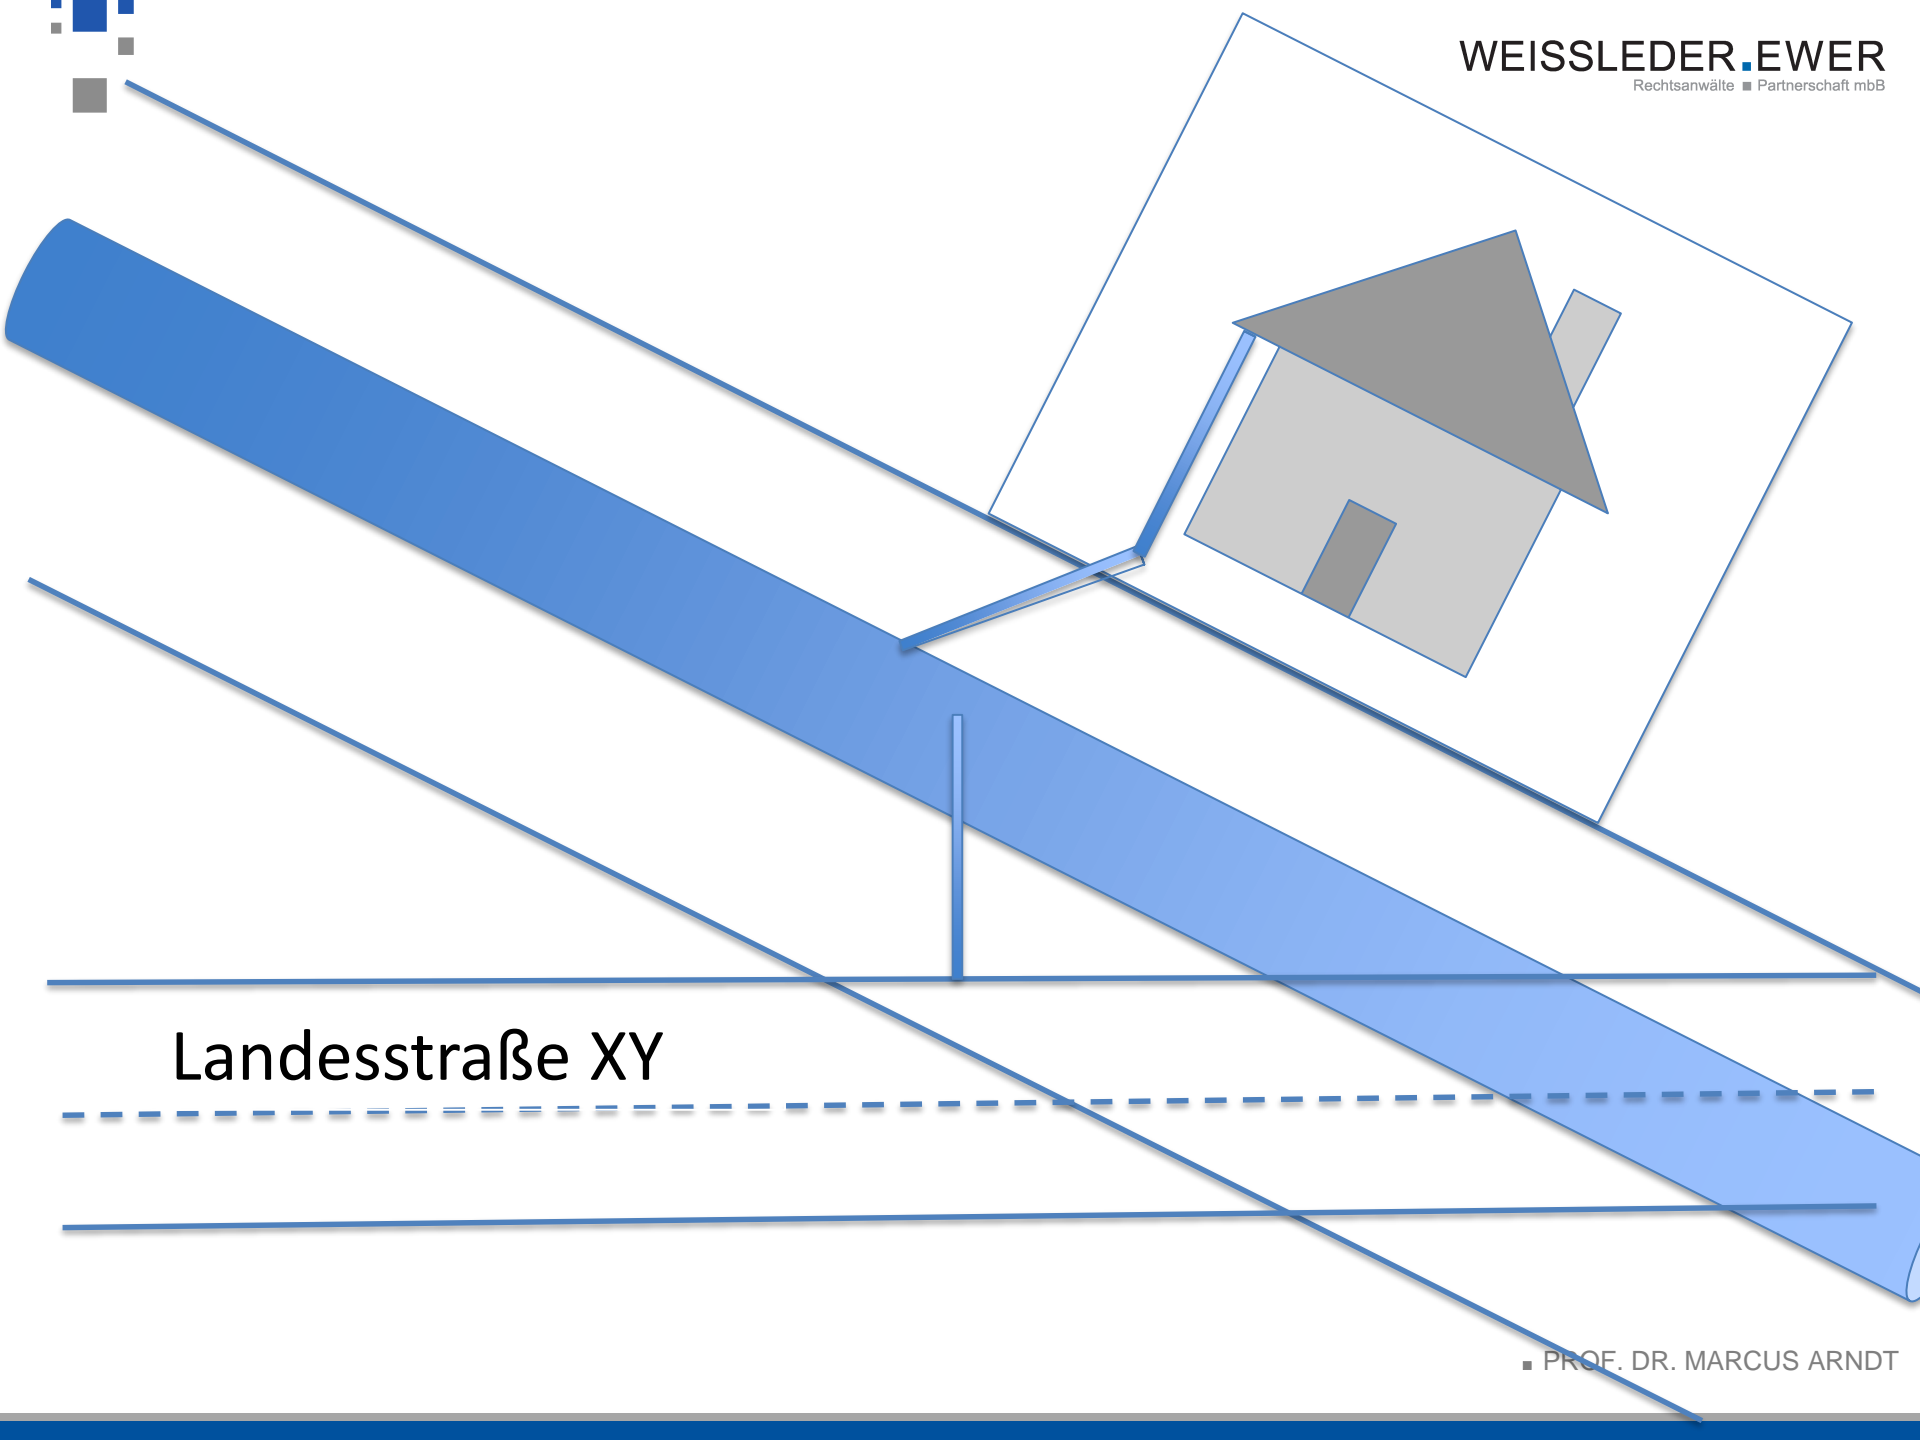 WEISSLEDER.EWER
Rechtsanwälte ■ Partnerschaft mbB
Landesstraße XY
■ PROF. DR. MARCUS ARNDT